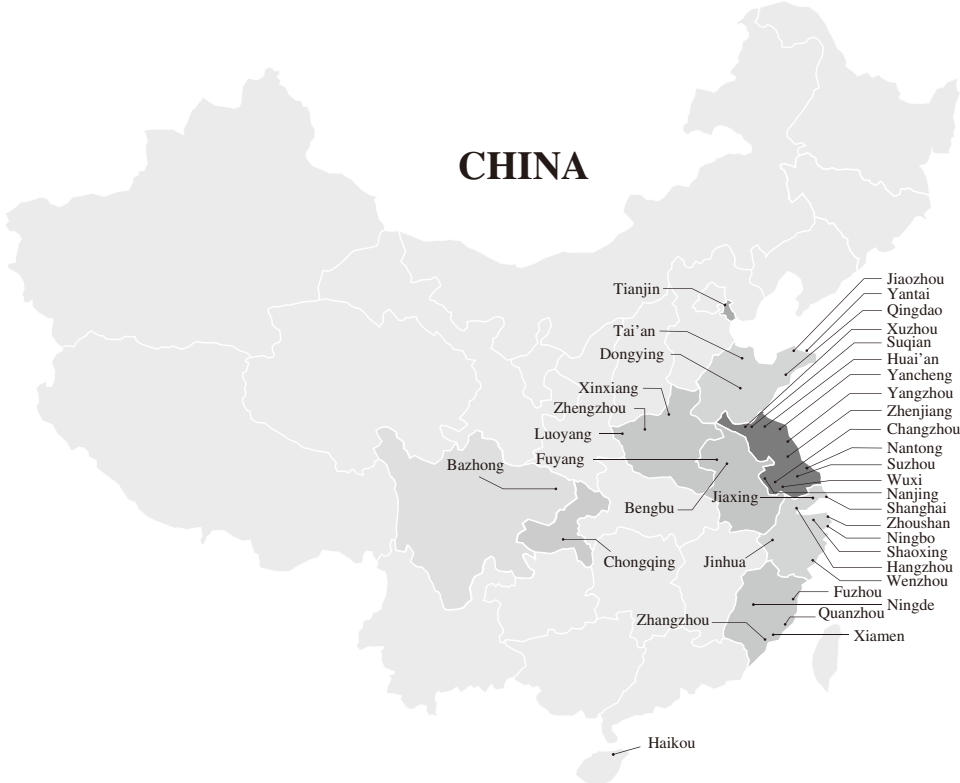 CHINA
Jiaozhou
Tianjin
Yantai
Qingdao
Xuzhou
Tai’an
Suqian
Dongying
Huai’an
Yancheng
Xinxiang
Yangzhou
Zhengzhou
Zhenjiang
Luoyang
Changzhou
Nantong
Fuyang
Bazhong
Suzhou
Wuxi
Nanjing
Jiaxing
Bengbu
Shanghai
Zhoushan
Ningbo
Shaoxing
Chongqing
Jinhua
Hangzhou
Wenzhou
Fuzhou
Ningde
Quanzhou
Zhangzhou
Xiamen
Haikou